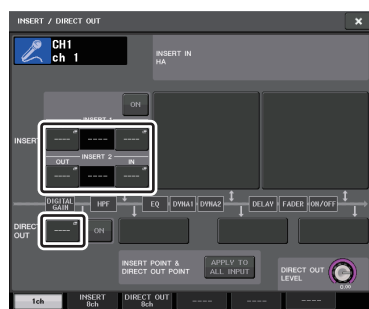 INSERT / DIRECT OUT
CH1
ch 1
INSERT IN
HA
ON
INSERT 1
INSERT
---- ---- ----
OUT INSERT 2 IN
---- ---- ----
DIGITAL GAIN HPF EQ DYNA1 DYNA2 DELAY FADER ON/OFF
DIRECT OUT
---- ON
INSERT POINT &
DIRECT OUT POINT
APPLY TO
ALL INPUT
DIRECT OUT
LEVEL
0.00
1ch
INSERT
8ch
DIRECT OUT
8ch
---- ---- ----